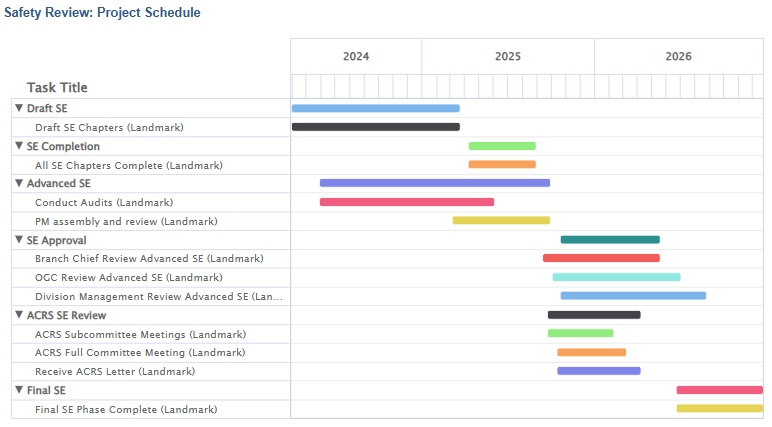 Safety Review: Project Schedule
2024 2025 2026
Task Title
▼ Draft SE
Draft SE Chapters (Landmark)
▼ SE Completion
All SE Chapters Complete (Landmark)
▼ Advanced SE
Conduct Audits (Landmark)
PM assembly and review (Landmark)
▼ SE Approval
Branch Chief Review Advanced SE (Landmark)
OGC Review Advanced SE (Landmark)
Division Management Review Advanced SE (Lan...
▼ ACRS SE Review
ACRS Subcommittee Meetings (Landmark)
ACRS Full Committee Meeting (Landmark)
Receive ACRS Letter (Landmark)
▼ Final SE
Final SE Phase Complete (Landmark)